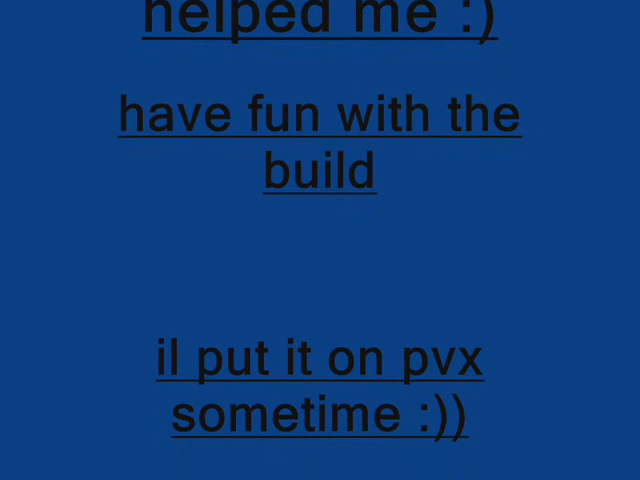 helped me :)
have fun with the
build
il put it on pvx
sometime :))